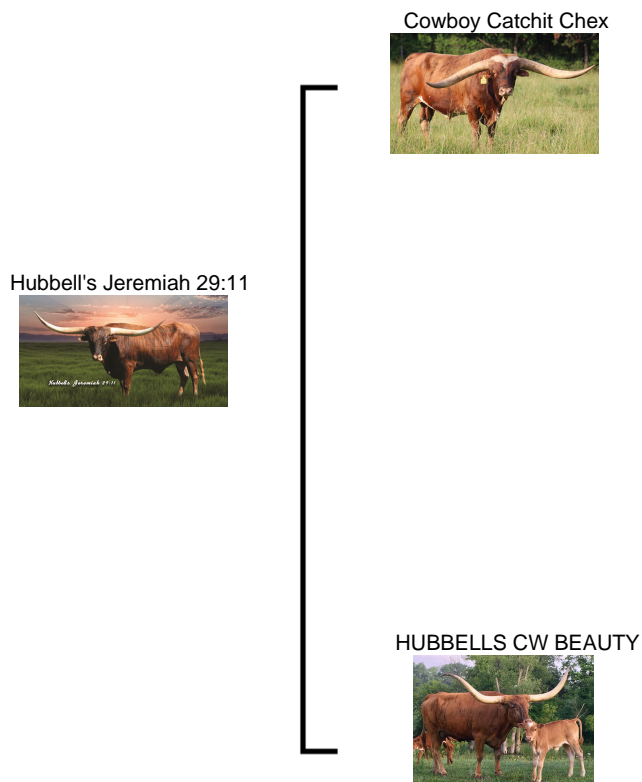 Cowboy Catchit Chex
Hubbell's Jeremiah 29:11
Hubbells Jeremiah 29:11
HUBBELLS CW BEAUTY